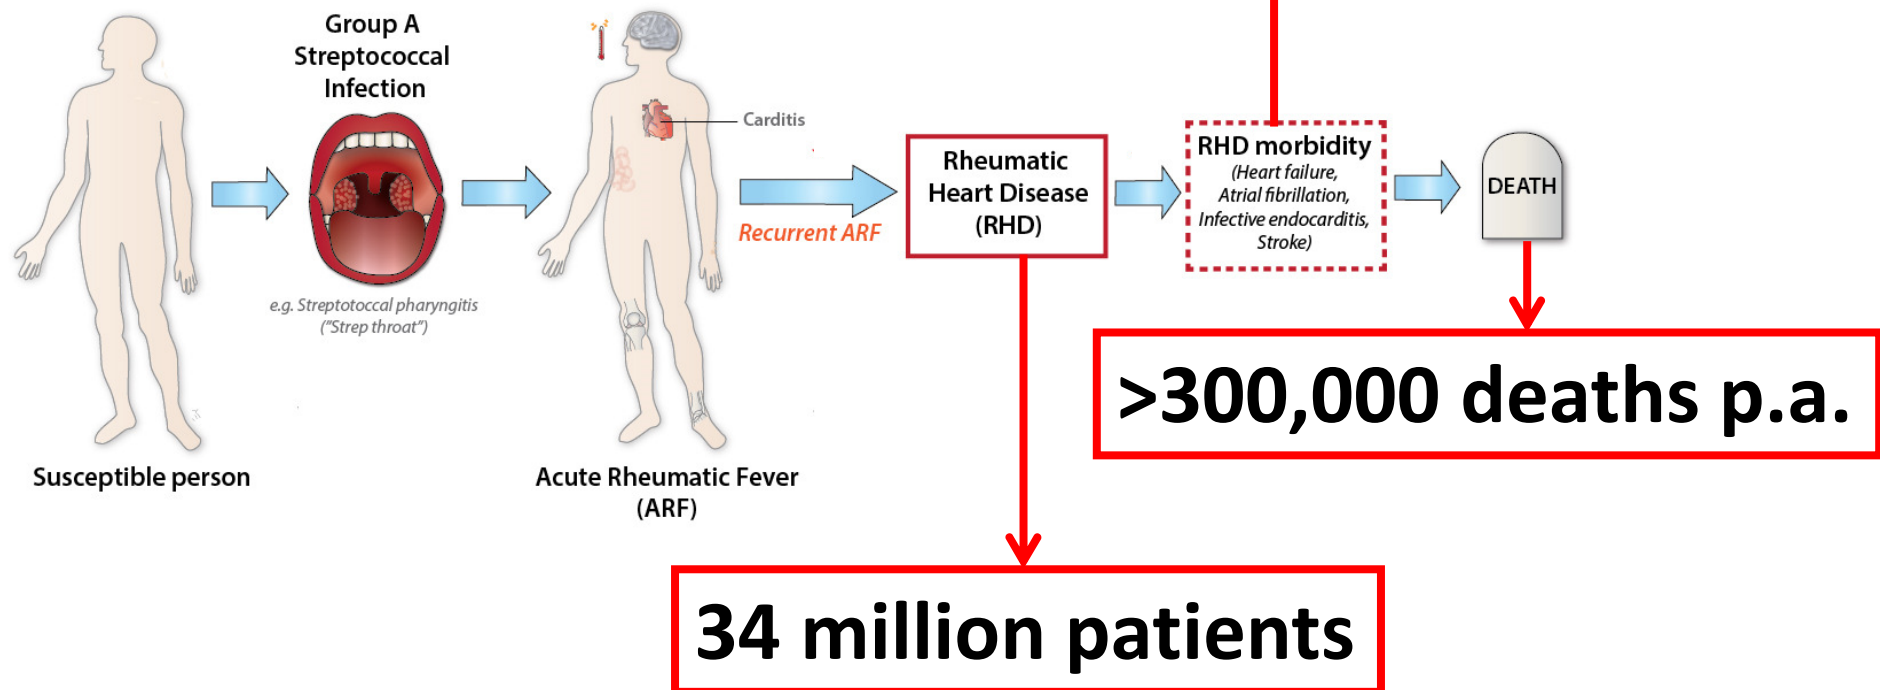 Group A
Streptococcal
Infection
e.g. Streptotoccal pharyngitis
("Strep throat")
Susceptible person
Carditis
Acute Rheumatic Fever
(ARF)
Recurrent ARF
Rheumatic
Heart Disease
(RHD)
RHD morbidity
(Heart failure,
Atrial fibrillation,
Infective endocarditis,
Stroke)
DEATH
>300,000 deaths p.a.
34 million patients